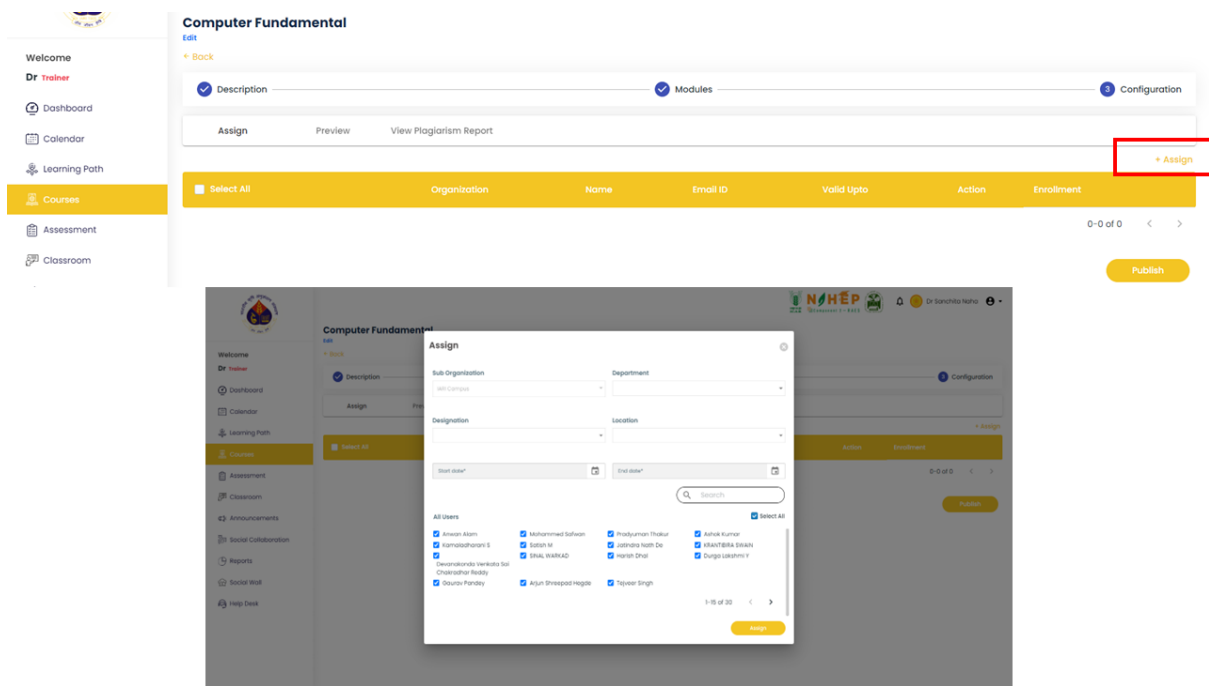 Computer Fundamental
Edit
Back
Welcome
Dr Trainer
Description
Modules
3 Configuration
Dashboard
Assign Preview View Plagiarism Report
Calendar
+ Assign
Learning Path
Select All Organization Name Email ID Valid Upto Action Enrollment
Courses
0-0 of 0 < >
Assessment
Classroom
Publish
NAHEP
Dr Sanchita Naha
Computer Fundamental
Edit
Back
Welcome
Dr Trainer
Description
3 Configuration
Dashboard
Assign
Calendar
+ Assign
Learning Path
Select All
Action Enrollment
Courses
0-0 of 0 < >
Assessment
Classroom
Publish
Announcements
Social Collaboration
Reports
Social Wall
Help Desk
Assign
Sub Organization Department
Designation Location
Start date* End date*
Search
All Users Select All
Anwan Alam Mohammed Safwan Pradyuman Thakur Ashok Kumar
Kamaladharani S Satish M Jatindra Nath De KRANTIBIRA SWAIN
SINAL WARKAD Harish Dhal Durga Lakshmi Y
Devanakonda Venkata Sai
Chakradhar Reddy
Gaurav Pandey Arjun Shreepad Hegde Tejveer Singh
1-15 of 30 < >
Assign